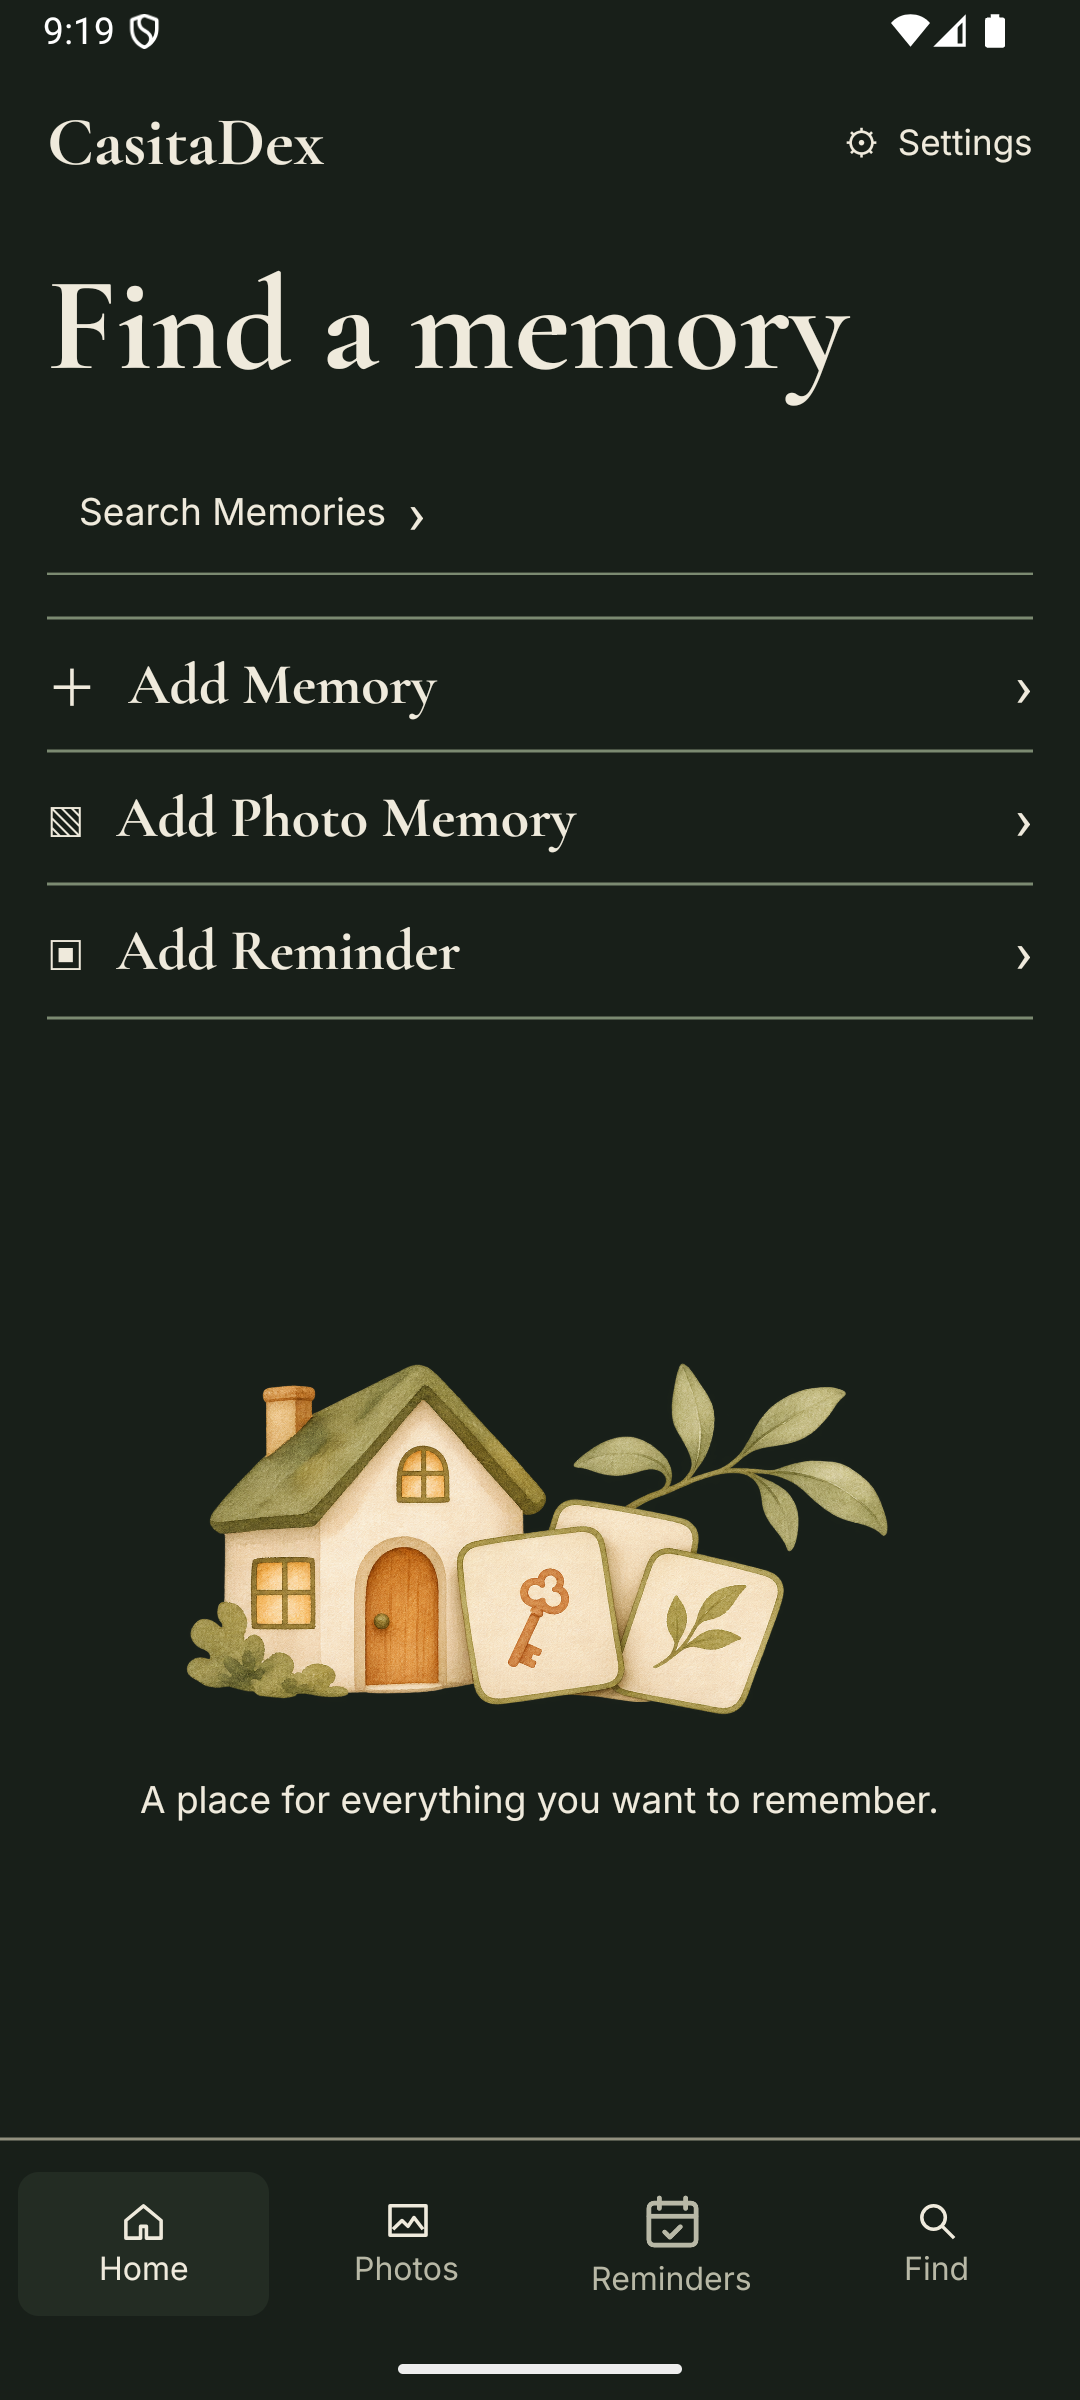 9:19
CasitaDex
Settings
Find a memory
Search Memories ›
+ Add Memory ›
Add Photo Memory ›
Add Reminder ›
A place for everything you want to remember.
Home
Photos
Reminders
Find